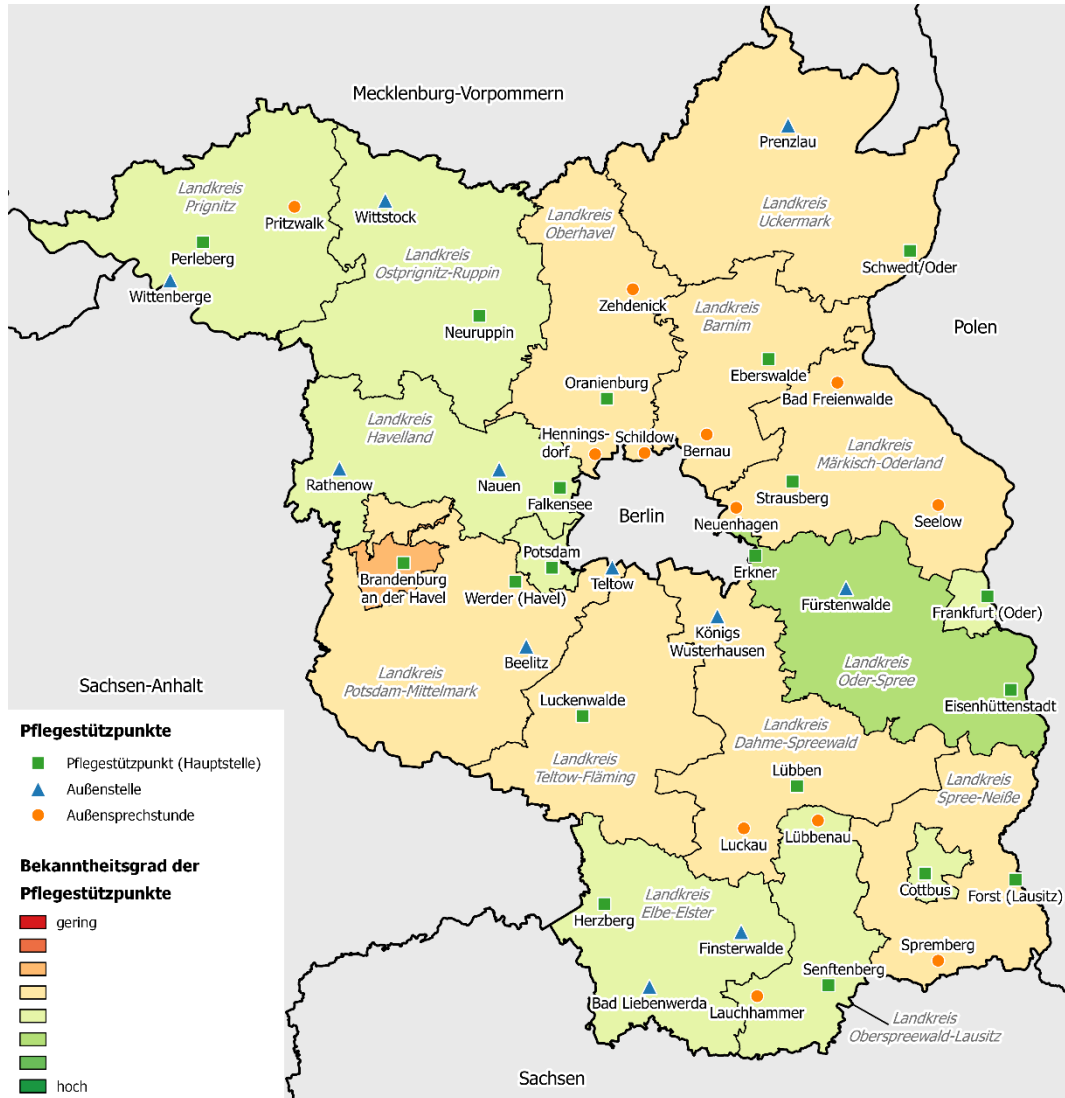 Mecklenburg-Vorpommern
Prenzlau
Landkreis
Prignitz
Pritzwalk
Wittstock
Landkreis
Oberhavel
Landkreis
Uckermark
Perleberg
Landkreis
Ostprignitz-Ruppin
Schwedt/Oder
Wittenberge
Zehdenick
Landkreis
Barnim
Polen
Neuruppin
Eberswalde
Oranienburg
Bad Freienwalde
Landkreis
Havelland
Hennings-
dorf
Schildow
Bernau
Landkreis
Märkisch-Oderland
Rathenow
Nauen
Falkensee
Strausberg
Berlin
Neuenhagen
Seelow
Potsdam
Erkner
Brandenburg
an der Havel
Werder (Havel)
Teltow
Fürstenwalde
Frankfurt (Oder)
Königs
Wusterhausen
Beelitz
Landkreis
Potsdam-Mittelmark
Landkreis
Oder-Spree
Sachsen-Anhalt
Luckenwalde
Eisenhüttenstadt
Landkreis
Dahme-Spreewald
Landkreis
Teltow-Fläming
Lübben
Landkreis
Spree-Neiße
Luckau
Lübbenau
Cottbus
Forst (Lausitz)
Landkreis
Elbe-Elster
Herzberg
Finsterwalde
Spremberg
Senftenberg
Bad Liebenwerda
Lauchhammer
Landkreis
Oberspreewald-Lausitz
Sachsen
Pflegestützpunkte
Pflegestützpunkt (Hauptstelle)
Außenstelle
Außensprechstunde
Bekanntheitsgrad der
Pflegestützpunkte
gering
hoch